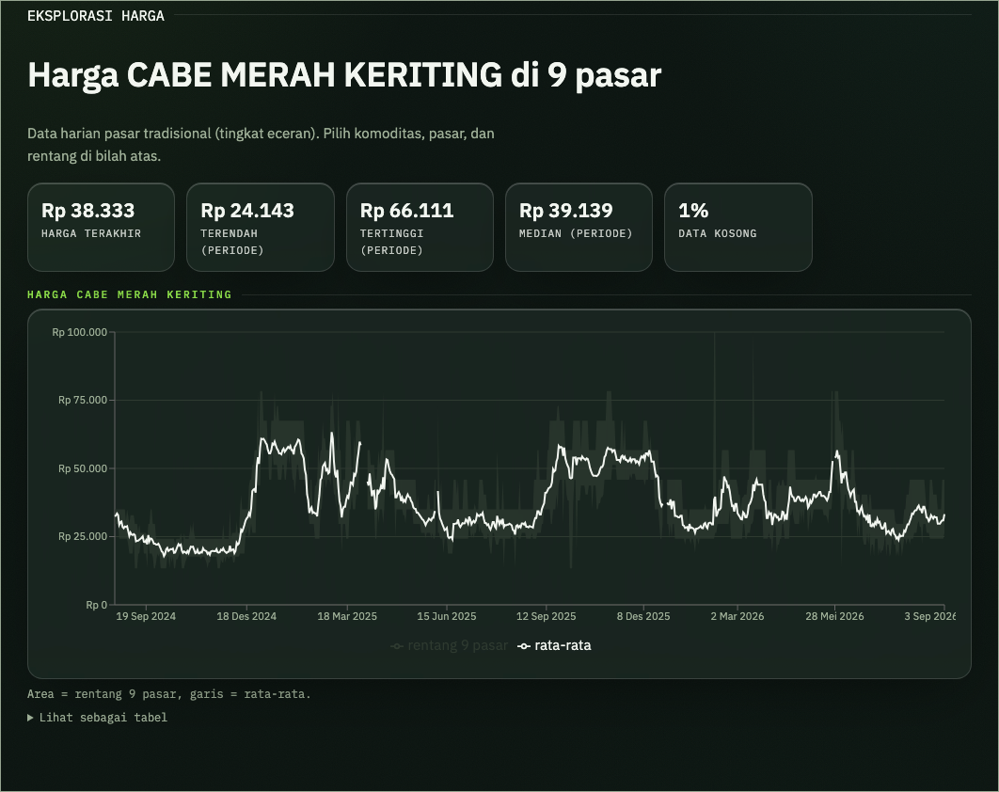 EKSPLORASI HARGA
Harga CABE MERAH KERITING di 9 pasar
Data harian pasar tradisional (tingkat eceran). Pilih komoditas, pasar, dan
rentang di bilah atas.
Rp 38.333
HARGA TERAKHIR
Rp 24.143
TERENDAH
(PERIODE)
Rp 66.111
TERTINGGI
(PERIODE)
Rp 39.139
MEDIAN (PERIODE)
1%
DATA KOSONG
HARGA CABE MERAH KERITING
Rp 100.000
Rp 75.000
Rp 50.000
Rp 25.000
Rp 0
19 Sep 2024 18 Des 2024 18 Mar 2025 15 Jun 2025 12 Sep 2025 8 Des 2025 2 Mar 2026 28 Mei 2026 3 Sep 2026
rentang 9 pasar rata-rata
Area = rentang 9 pasar, garis = rata-rata.
Lihat sebagai tabel